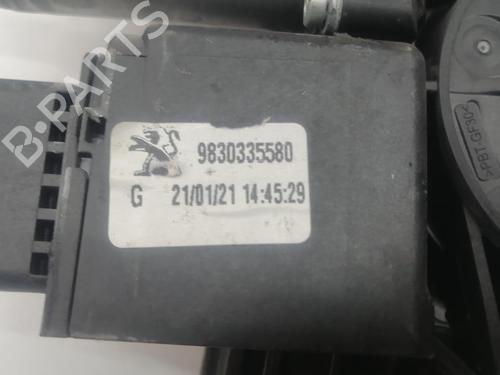 B-PARTS
S 9830335580
G 21/01/21 14:45:29
>PBT-GF30<